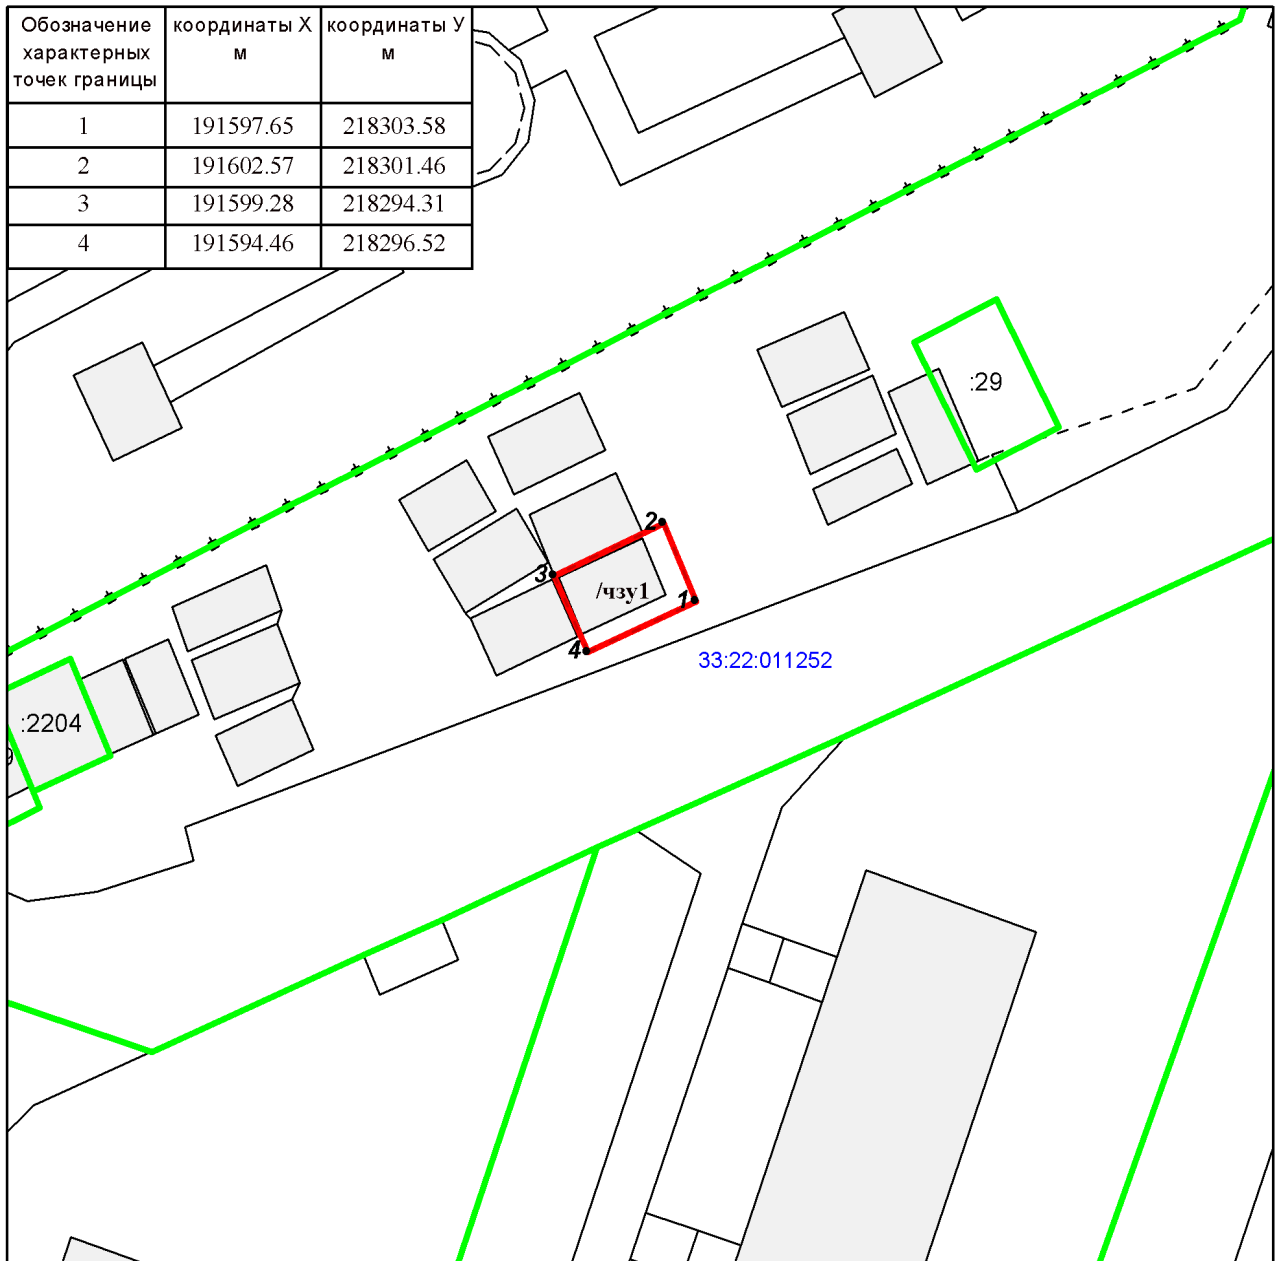 Обозначение характерных точек границы | координаты Х м | координаты У м
1 | 191597.65 | 218303.58
2 | 191602.57 | 218301.46
3 | 191599.28 | 218294.31
4 | 191594.46 | 218296.52
:29
2
3
/чзу1
1
4
33:22:011252
:2204
9